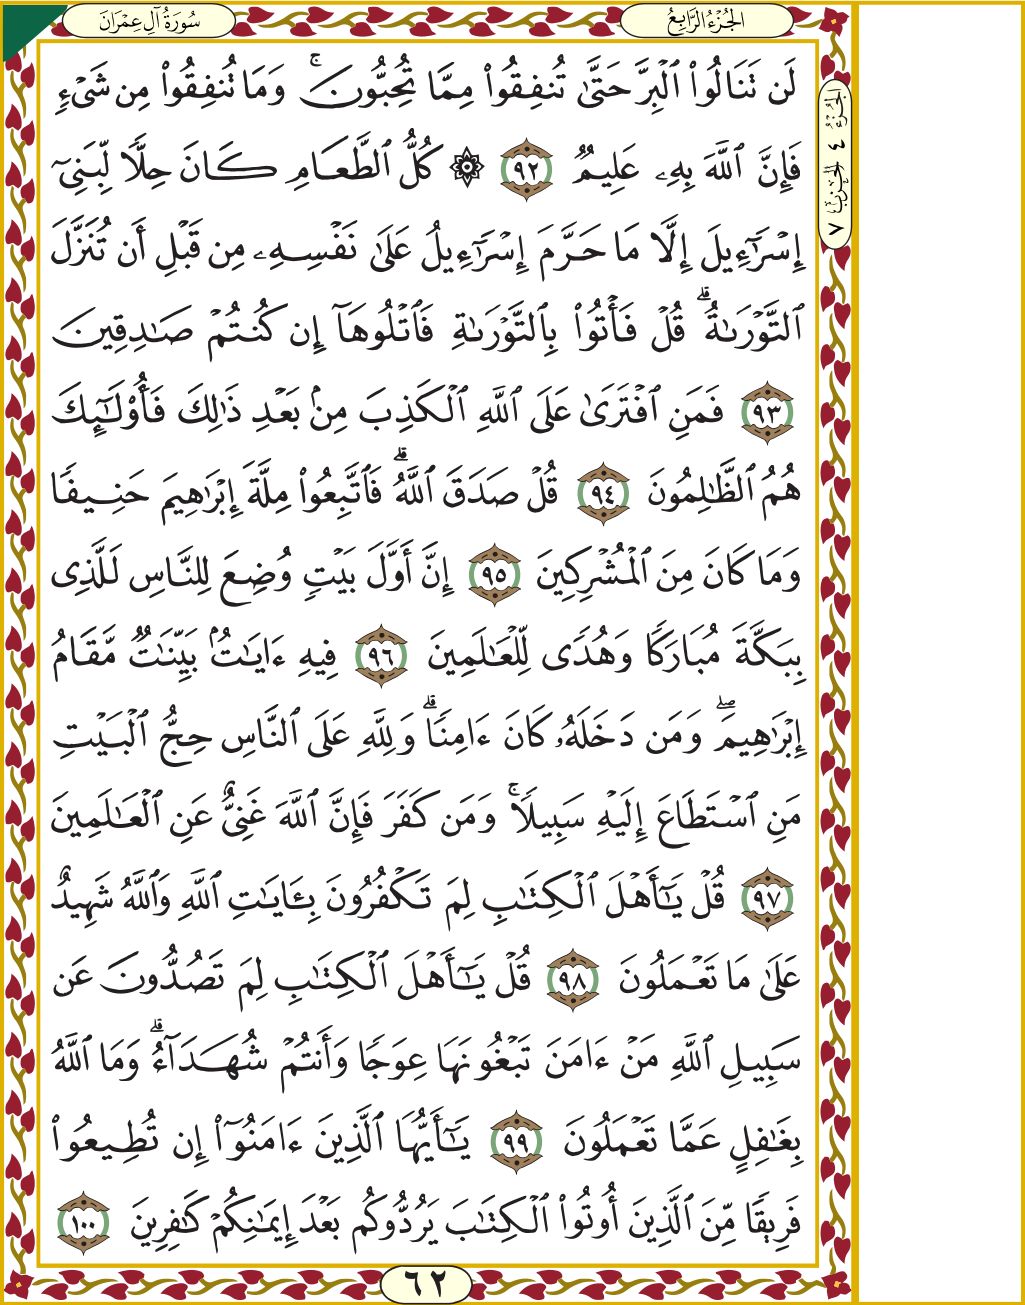 سُورَةُ آلِ عِمْرَانَ
الجُزْءُ الرَّابِعُ
الجُزْءُ ٤ الحِزْبُ ٧
لَن تَنَالُوا۟ ٱلْبِرَّ حَتَّىٰ تُنفِقُوا۟ مِمَّا تُحِبُّونَ ۚ وَمَا تُنفِقُوا۟ مِن شَىْءٍ
فَإِنَّ ٱللَّهَ بِهِۦ عَلِيمٌ ٩٢ ۞ كُلُّ ٱلطَّعَامِ كَانَ حِلًّا لِّبَنِىٓ
إِسْرَٰٓءِيلَ إِلَّا مَا حَرَّمَ إِسْرَٰٓءِيلُ عَلَىٰ نَفْسِهِۦ مِن قَبْلِ أَن تُنَزَّلَ
ٱلتَّوْرَىٰةُ ۗ قُلْ فَأْتُوا۟ بِٱلتَّوْرَىٰةِ فَٱتْلُوهَآ إِن كُنتُمْ صَٰدِقِينَ
٩٣ فَمَنِ ٱفْتَرَىٰ عَلَى ٱللَّهِ ٱلْكَذِبَ مِنۢ بَعْدِ ذَٰلِكَ فَأُو۟لَٰٓئِكَ
هُمُ ٱلظَّٰلِمُونَ ٩٤ قُلْ صَدَقَ ٱللَّهُ ۗ فَٱتَّبِعُوا۟ مِلَّةَ إِبْرَٰهِيمَ حَنِيفًا
وَمَا كَانَ مِنَ ٱلْمُشْرِكِينَ ٩٥ إِنَّ أَوَّلَ بَيْتٍ وُضِعَ لِلنَّاسِ لَلَّذِى
بِبَكَّةَ مُبَارَكًا وَهُدًى لِّلْعَٰلَمِينَ ٩٦ فِيهِ ءَايَٰتٌۢ بَيِّنَٰتٌ مَّقَامُ
إِبْرَٰهِيمَ ۖ وَمَن دَخَلَهُۥ كَانَ ءَامِنًا ۗ وَلِلَّهِ عَلَى ٱلنَّاسِ حِجُّ ٱلْبَيْتِ
مَنِ ٱسْتَطَاعَ إِلَيْهِ سَبِيلًا ۚ وَمَن كَفَرَ فَإِنَّ ٱللَّهَ غَنِىٌّ عَنِ ٱلْعَٰلَمِينَ
٩٧ قُلْ يَٰٓأَهْلَ ٱلْكِتَٰبِ لِمَ تَكْفُرُونَ بِـَٔايَٰتِ ٱللَّهِ وَٱللَّهُ شَهِيدٌ
عَلَىٰ مَا تَعْمَلُونَ ٩٨ قُلْ يَٰٓأَهْلَ ٱلْكِتَٰبِ لِمَ تَصُدُّونَ عَن
سَبِيلِ ٱللَّهِ مَنْ ءَامَنَ تَبْغُونَهَا عِوَجًا وَأَنتُمْ شُهَدَآءُ ۗ وَمَا ٱللَّهُ
بِغَٰفِلٍ عَمَّا تَعْمَلُونَ ٩٩ يَٰٓأَيُّهَا ٱلَّذِينَ ءَامَنُوٓا۟ إِن تُطِيعُوا۟
فَرِيقًا مِّنَ ٱلَّذِينَ أُوتُوا۟ ٱلْكِتَٰبَ يَرُدُّوكُم بَعْدَ إِيمَٰنِكُمْ كَٰفِرِينَ ١٠٠
٦٢